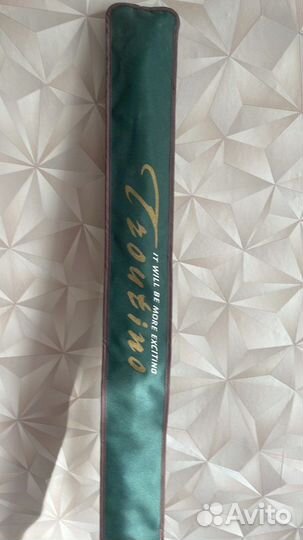 Troutino
IT WILL BE MORE EXCITING
Avito